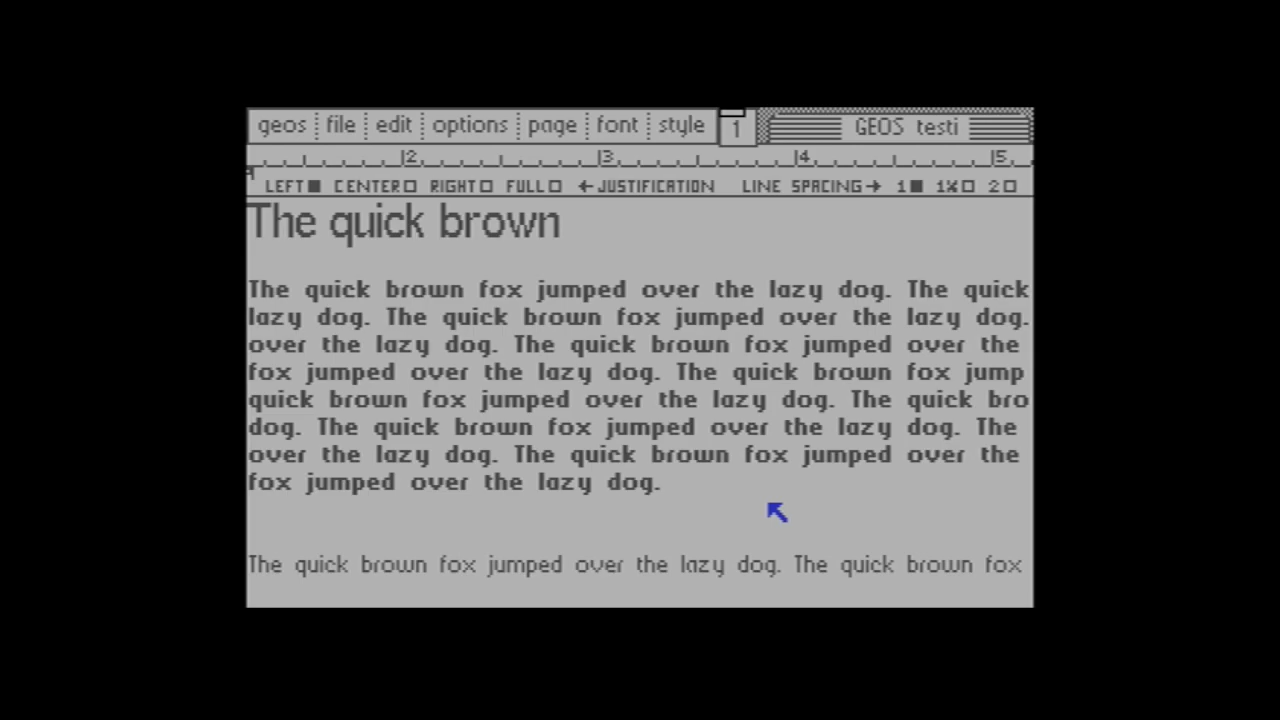 geos file edit options page font style 1 GEOS testi
2 3 4 5
LEFT CENTER RIGHT FULL ←JUSTIFICATION LINE SPACING→ 1 1½ 2
The quick brown
The quick brown fox jumped over the lazy dog. The quick
lazy dog. The quick brown fox jumped over the lazy dog.
over the lazy dog. The quick brown fox jumped over the
fox jumped over the lazy dog. The quick brown fox jump
quick brown fox jumped over the lazy dog. The quick bro
dog. The quick brown fox jumped over the lazy dog. The
over the lazy dog. The quick brown fox jumped over the
fox jumped over the lazy dog.
The quick brown fox jumped over the lazy dog. The quick brown fox